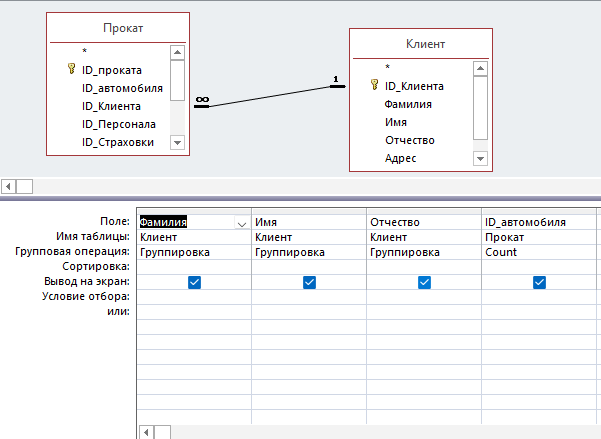 Прокат
*
ID_проката
ID_автомобиля
ID_Клиента
ID_Персонала
ID_Страховки
∞
1
Клиент
*
ID_Клиента
Фамилия
Имя
Отчество
Адрес
Поле: Фамилия Имя Отчество ID_автомобиля
Имя таблицы: Клиент Клиент Клиент Прокат
Групповая операция: Группировка Группировка Группировка Count
Сортировка:
Вывод на экран:
Условие отбора:
или: